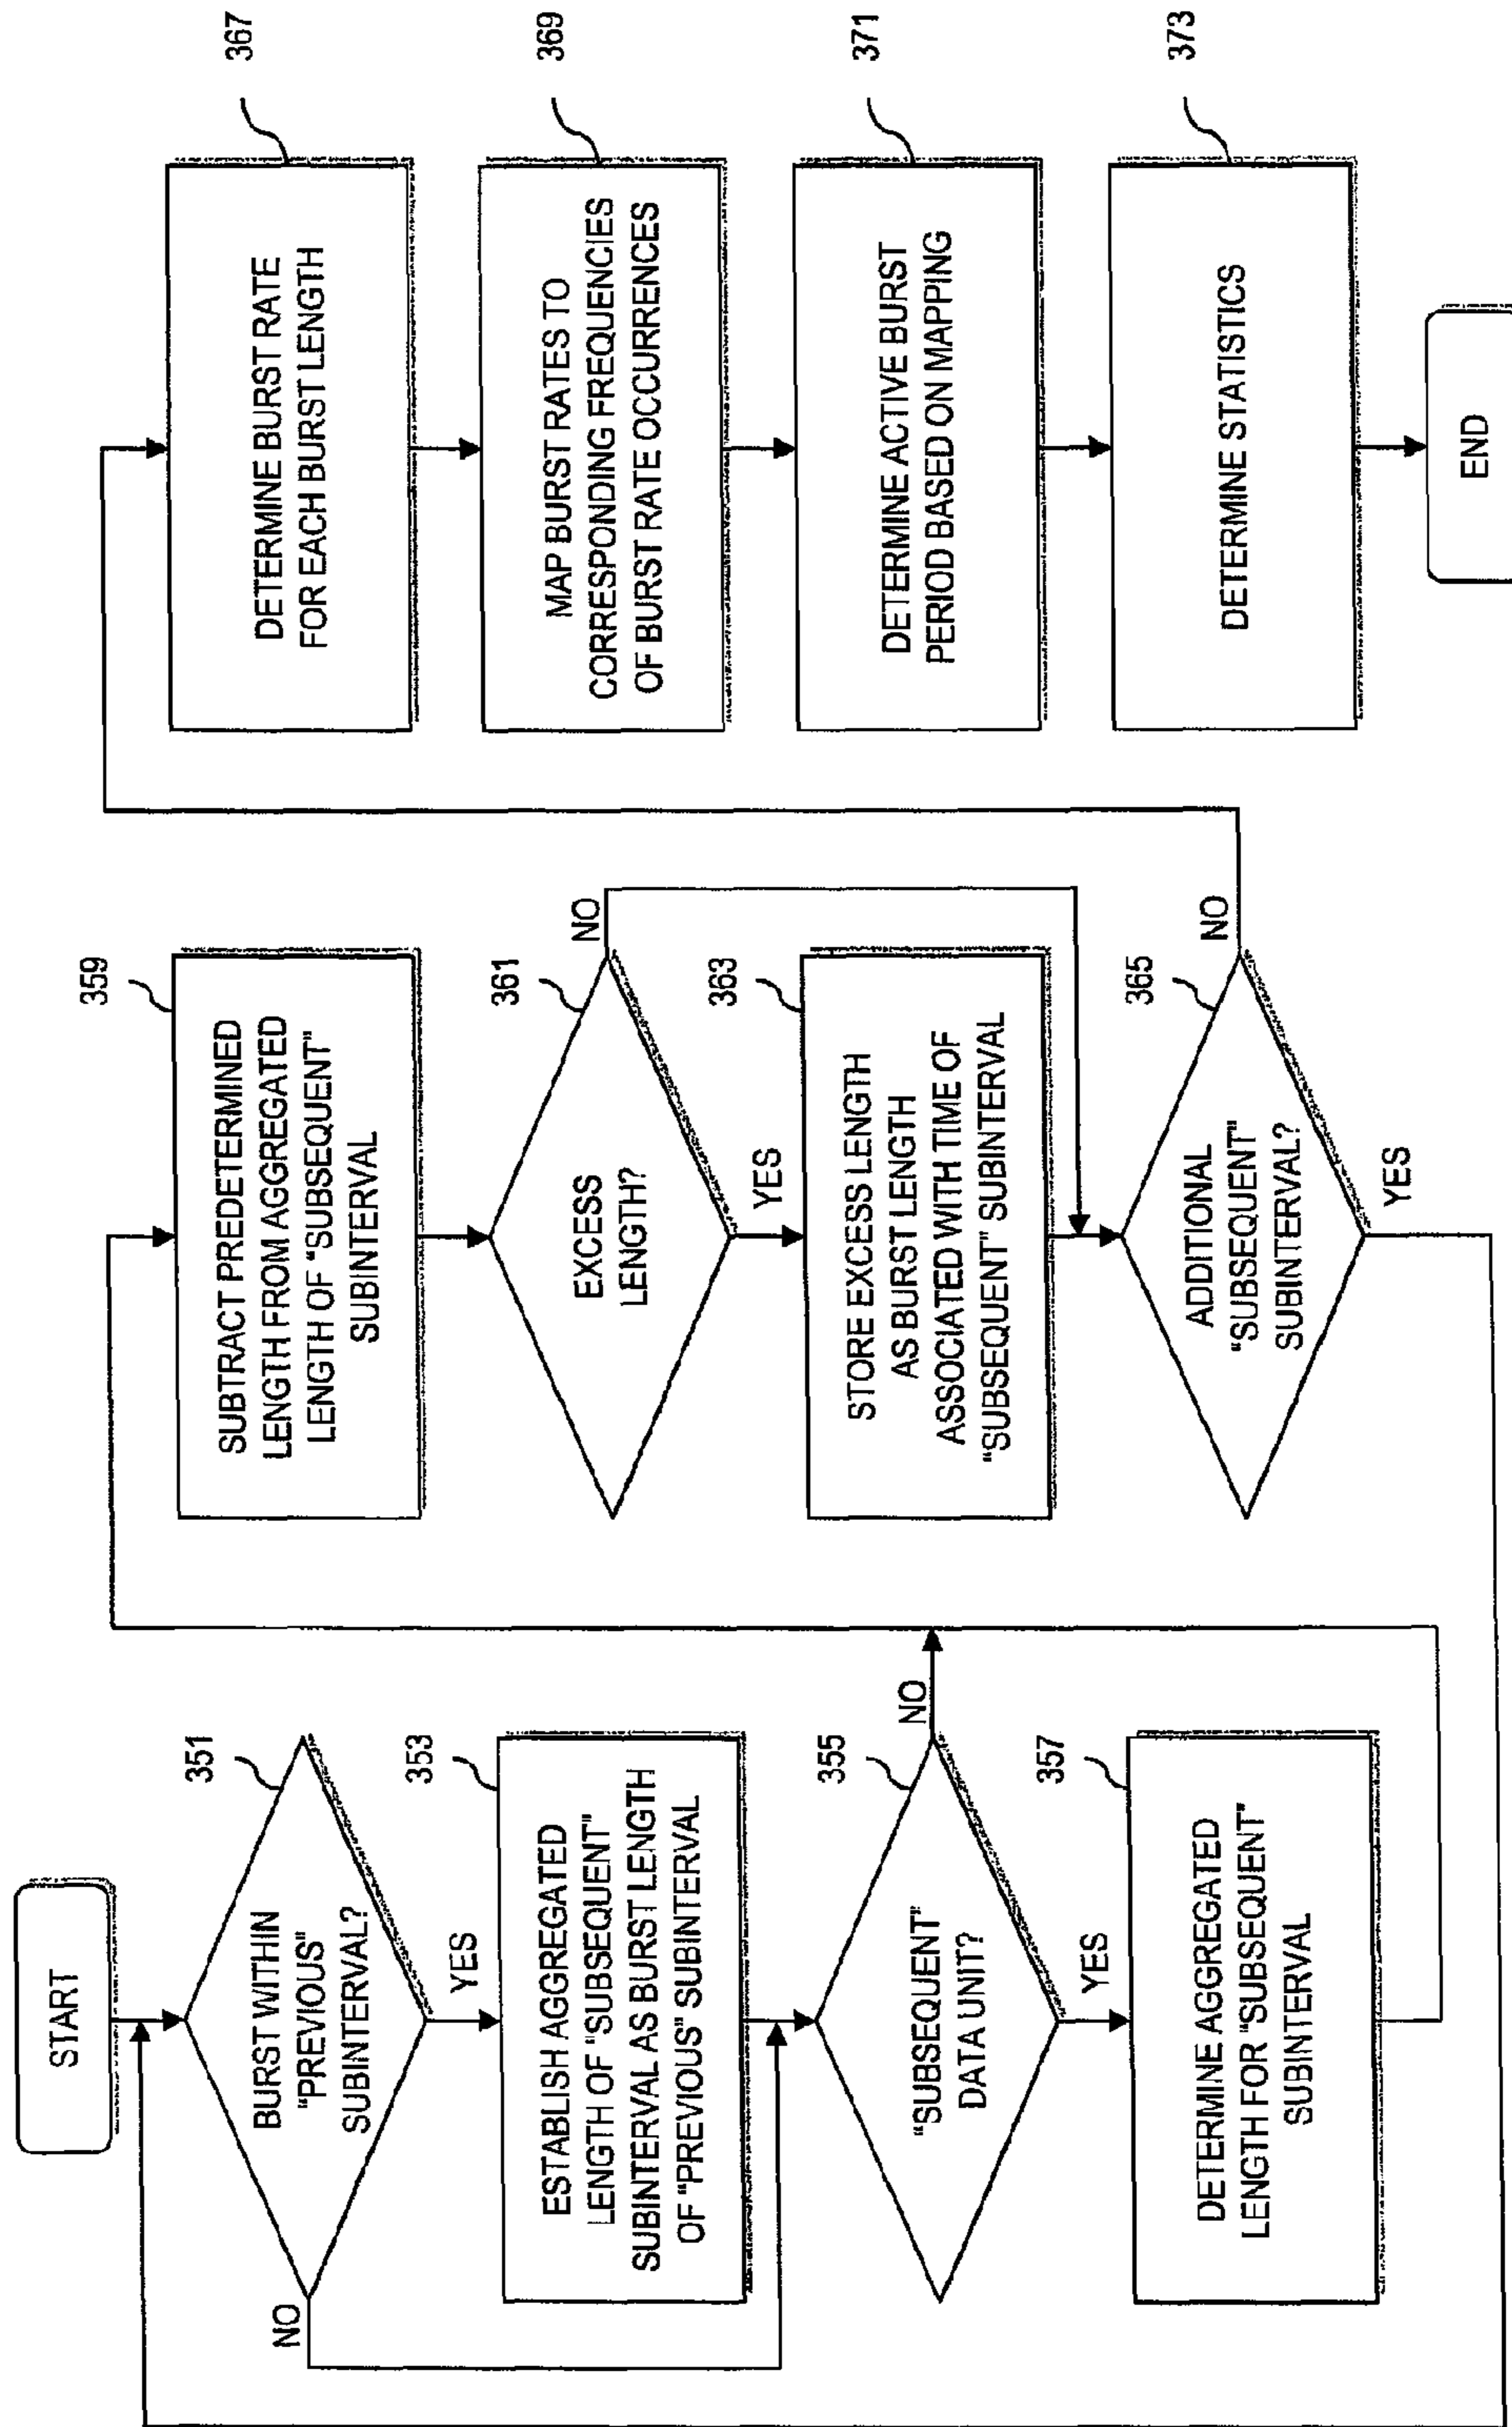 START
351
BURST WITHIN
"PREVIOUS"
SUBINTERVAL?
NO
YES
353
ESTABLISH AGGREGATED
LENGTH OF "SUBSEQUENT"
SUBINTERVAL AS BURST LENGTH
OF "PREVIOUS" SUBINTERVAL
355
"SUBSEQUENT"
DATA UNIT?
NO
YES
357
DETERMINE AGGREGATED
LENGTH FOR "SUBSEQUENT"
SUBINTERVAL
359
SUBTRACT PREDETERMINED
LENGTH FROM AGGREGATED
LENGTH OF "SUBSEQUENT"
SUBINTERVAL
361
EXCESS
LENGTH?
NO
YES
363
STORE EXCESS LENGTH
AS BURST LENGTH
ASSOCIATED WITH TIME OF
"SUBSEQUENT" SUBINTERVAL
365
ADDITIONAL
"SUBSEQUENT"
SUBINTERVAL?
NO
YES
367
DETERMINE BURST RATE
FOR EACH BURST LENGTH
369
MAP BURST RATES TO
CORRESPONDING FREQUENCIES
OF BURST RATE OCCURRENCES
371
DETERMINE ACTIVE BURST
PERIOD BASED ON MAPPING
373
DETERMINE STATISTICS
END